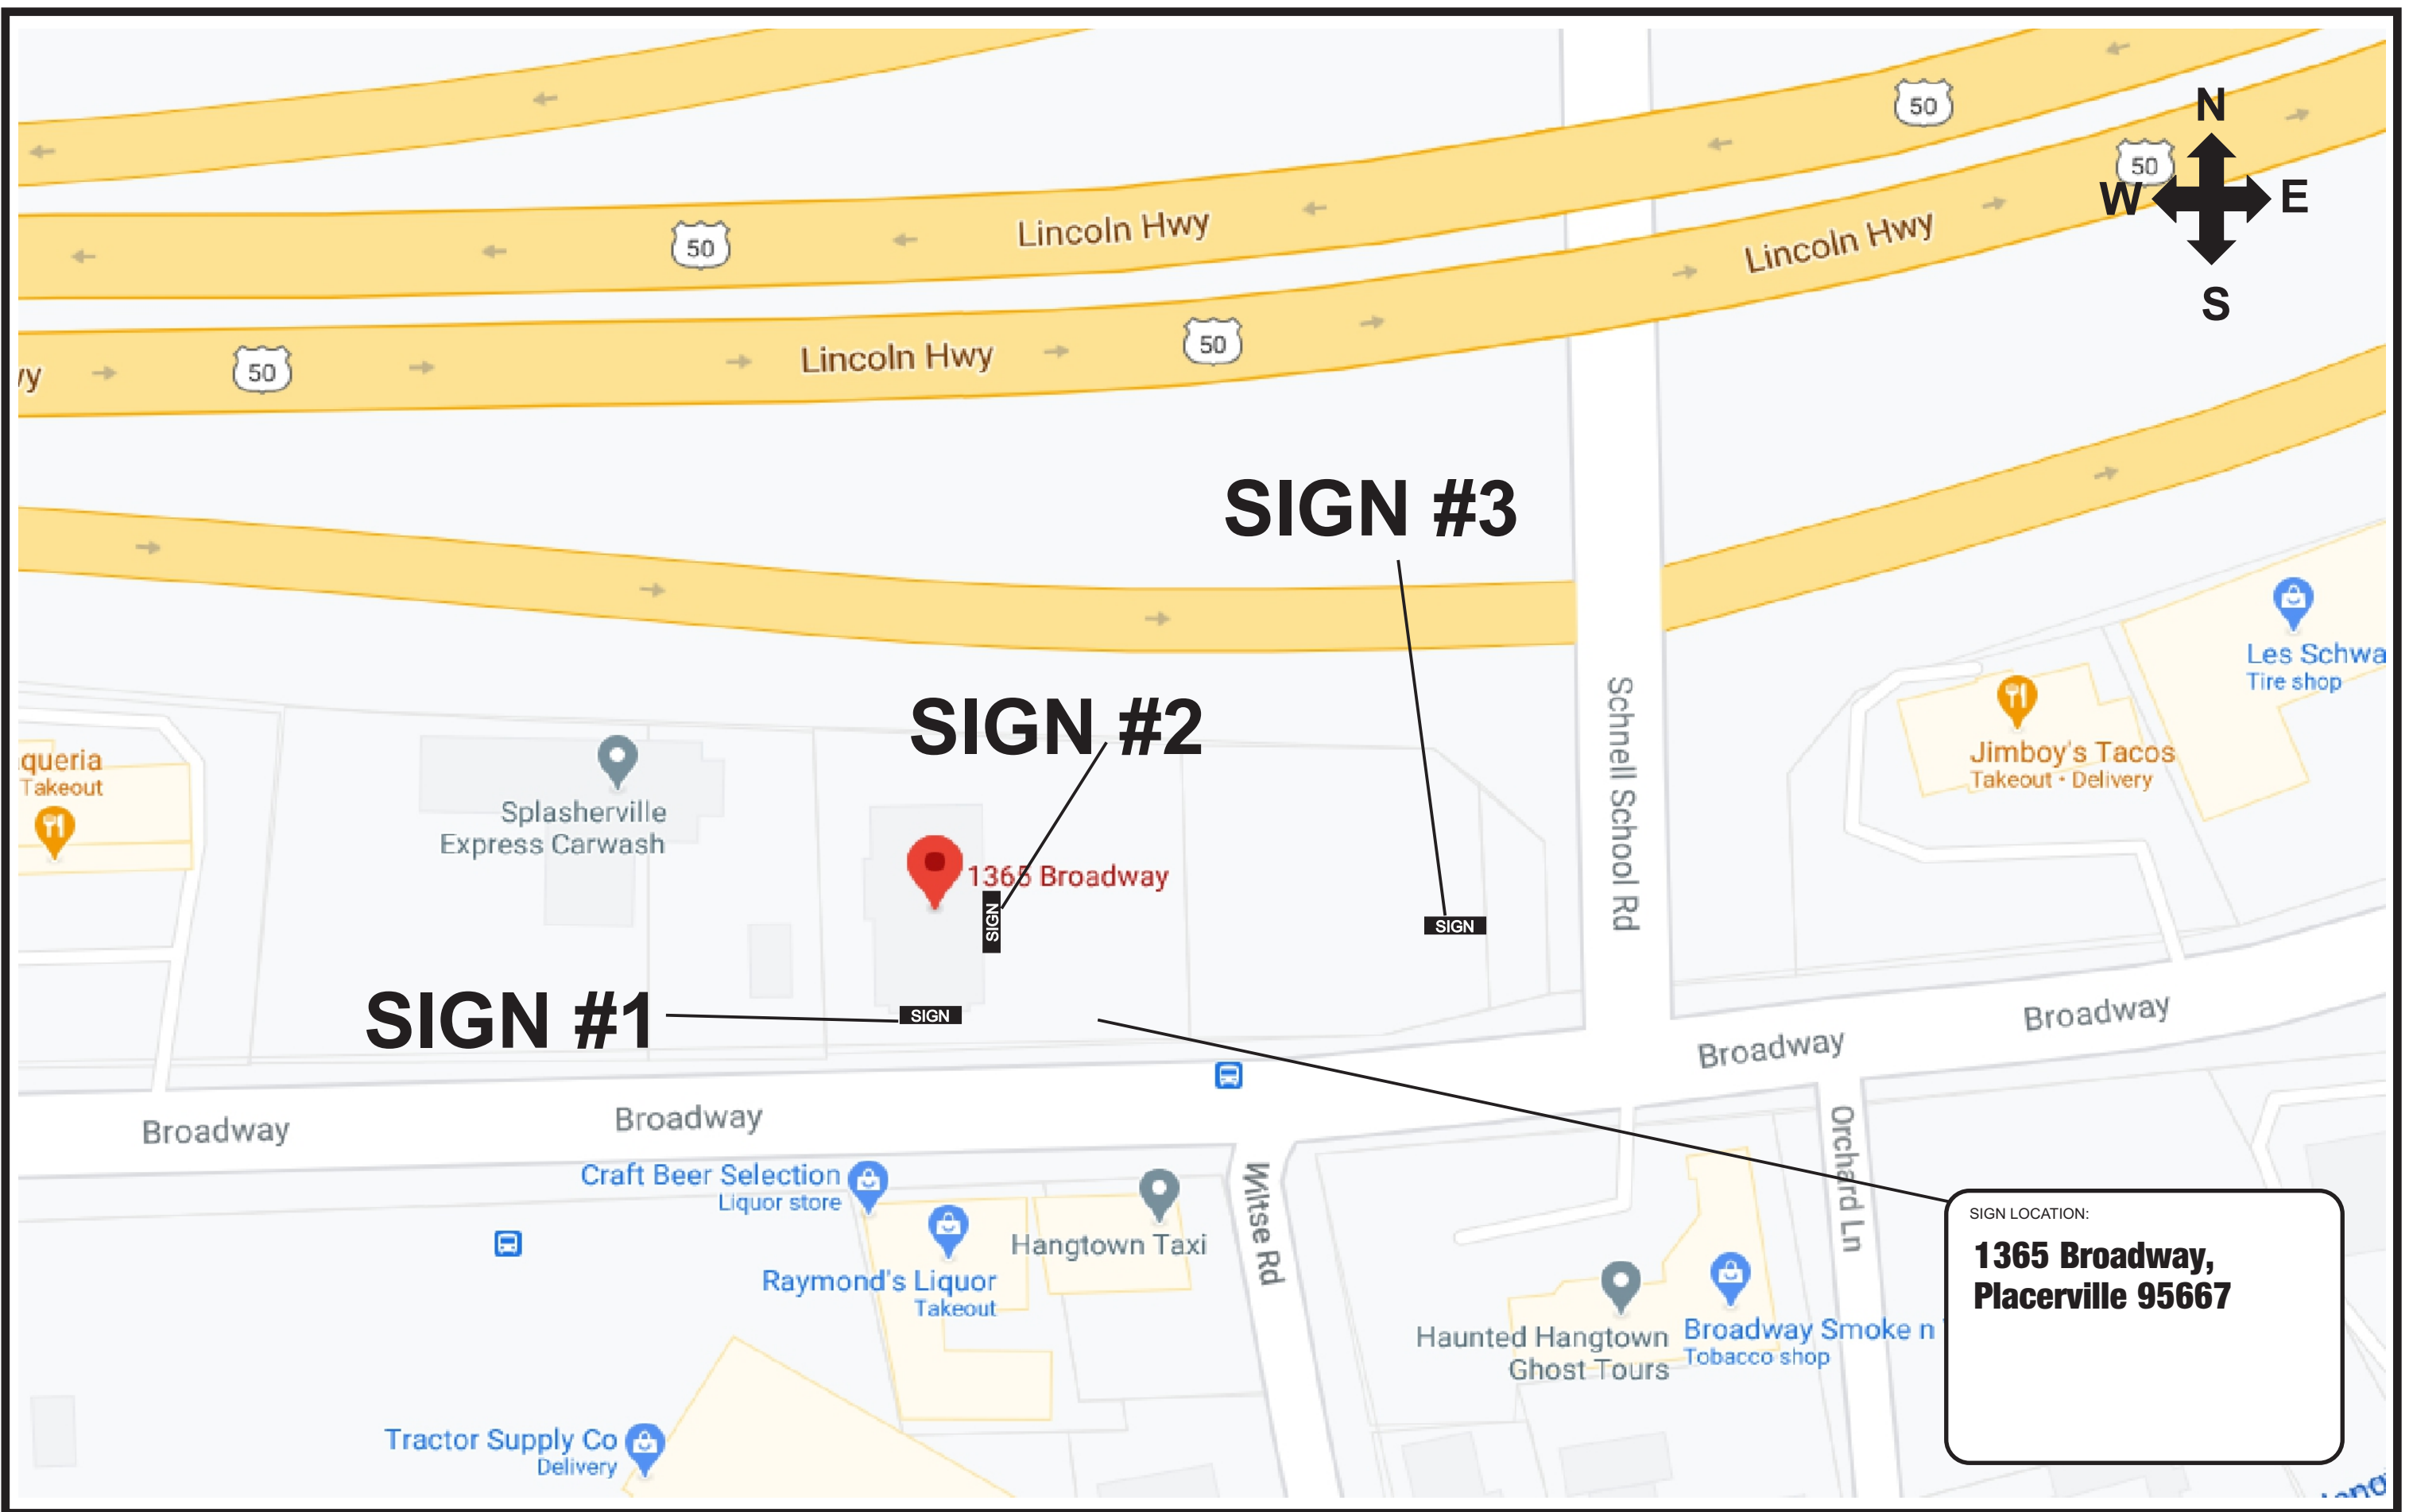 50
N
50
W
E
50
Lincoln Hwy
Lincoln Hwy
S
50
Lincoln Hwy
50
SIGN #3
Les Schwa
Tire shop
SIGN #2
Schnell School Rd
Jimboy's Tacos
Takeout • Delivery
queria
Takeout
Splasherville
Express Carwash
1365 Broadway
SIGN
SIGN
SIGN #1
SIGN
Broadway
Broadway
Broadway
Broadway
Craft Beer Selection
Liquor store
Wiltse Rd
Orchard Ln
Hangtown Taxi
Raymond's Liquor
Takeout
SIGN LOCATION:
1365 Broadway,
Placerville 95667
Haunted Hangtown
Ghost Tours
Broadway Smoke n
Tobacco shop
Tractor Supply Co
Delivery